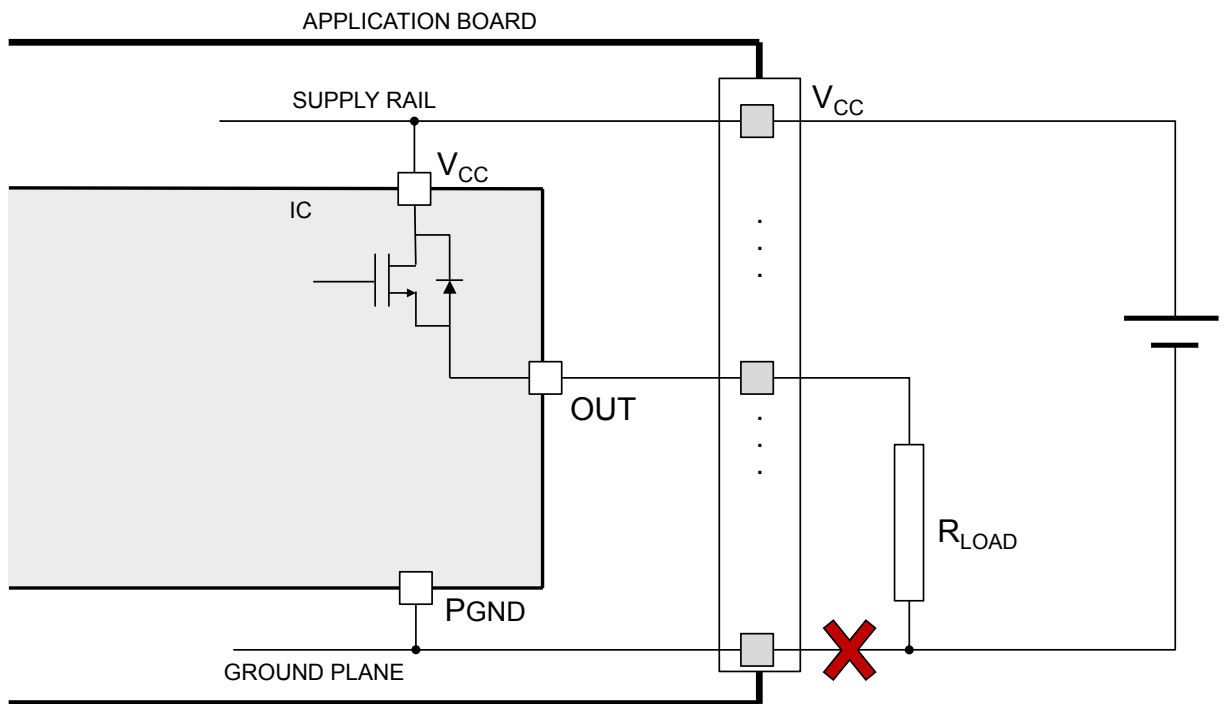 APPLICATION BOARD
SUPPLY RAIL
VCC
VCC
IC
OUT
RLOAD
PGND
GROUND PLANE